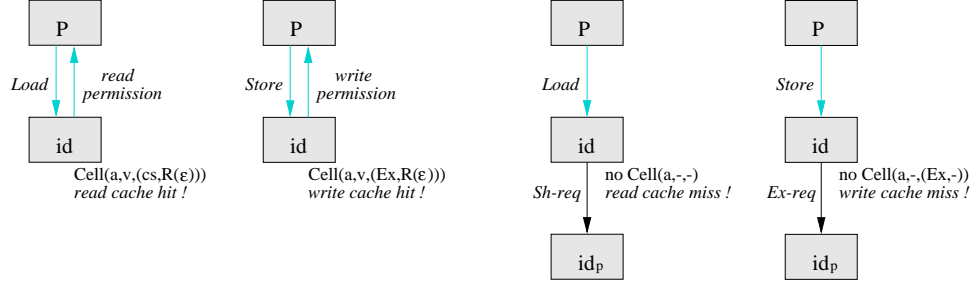 P
Load
read
permission
id
Cell(a,v,(cs,R(ε)))
read cache hit !
P
Store
write
permission
id
Cell(a,v,(Ex,R(ε)))
write cache hit !
P
Load
id
no Cell(a,-,-)
Sh-req
read cache miss !
idp
P
Store
id
no Cell(a,-,(Ex,-))
Ex-req
write cache miss !
idp